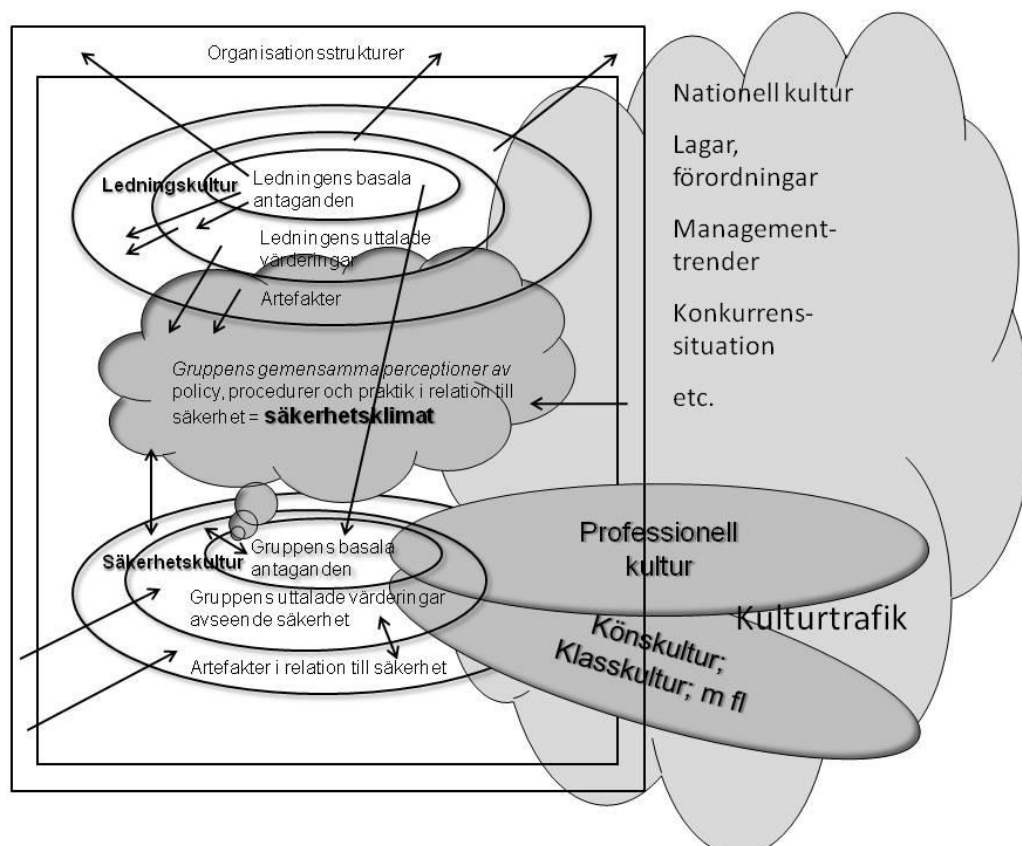 Organisationsstrukturer
Ledningskultur
Ledningens basala
antaganden
Ledningens uttalade
värderingar
Artefakter
Gruppens gemensamma perceptioner av
policy, procedurer och praktik i relation till
säkerhet = säkerhetsklimat
Säkerhetskultur
Gruppens basala
antaganden
Gruppens uttalade värderingar
avseende säkerhet
Artefakter i relation till säkerhet
Nationell kultur
Lagar,
förordningar
Management-
trender
Konkurrens-
situation
etc.
Professionell
kultur
Kulturtrafik
Könskultur;
Klasskultur; m fl